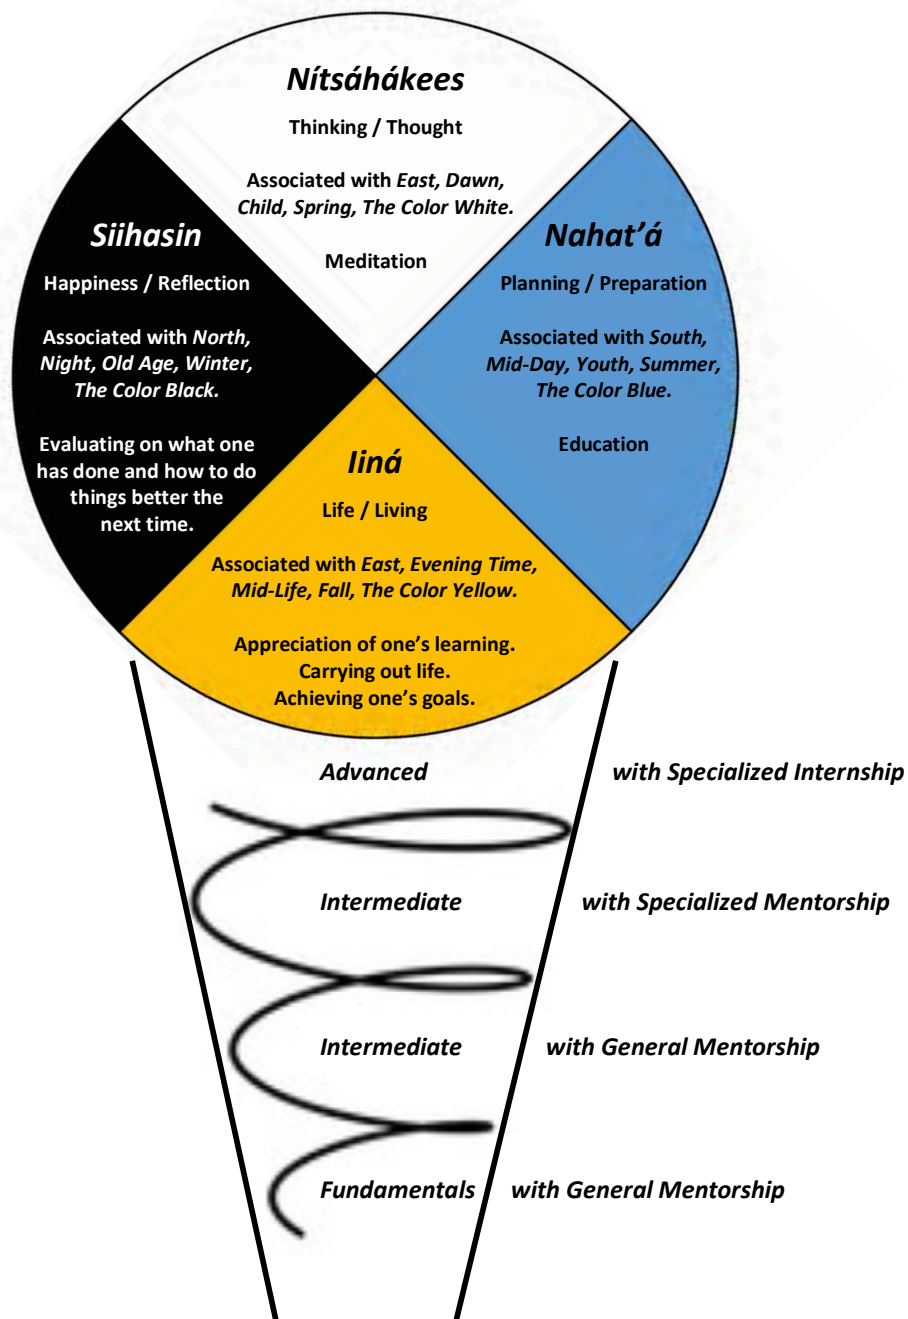 Nítsáhákees
Thinking / Thought
Associated with East, Dawn,
Child, Spring, The Color White.
Meditation
Nahat’á
Planning / Preparation
Associated with South,
Mid-Day, Youth, Summer,
The Color Blue.
Education
Iiná
Life / Living
Associated with East, Evening Time,
Mid-Life, Fall, The Color Yellow.
Appreciation of one’s learning.
Carrying out life.
Achieving one’s goals.
Siihasin
Happiness / Reflection
Associated with North,
Night, Old Age, Winter,
The Color Black.
Evaluating on what one
has done and how to do
things better the
next time.
Advanced with Specialized Internship
Intermediate with Specialized Mentorship
Intermediate with General Mentorship
Fundamentals with General Mentorship